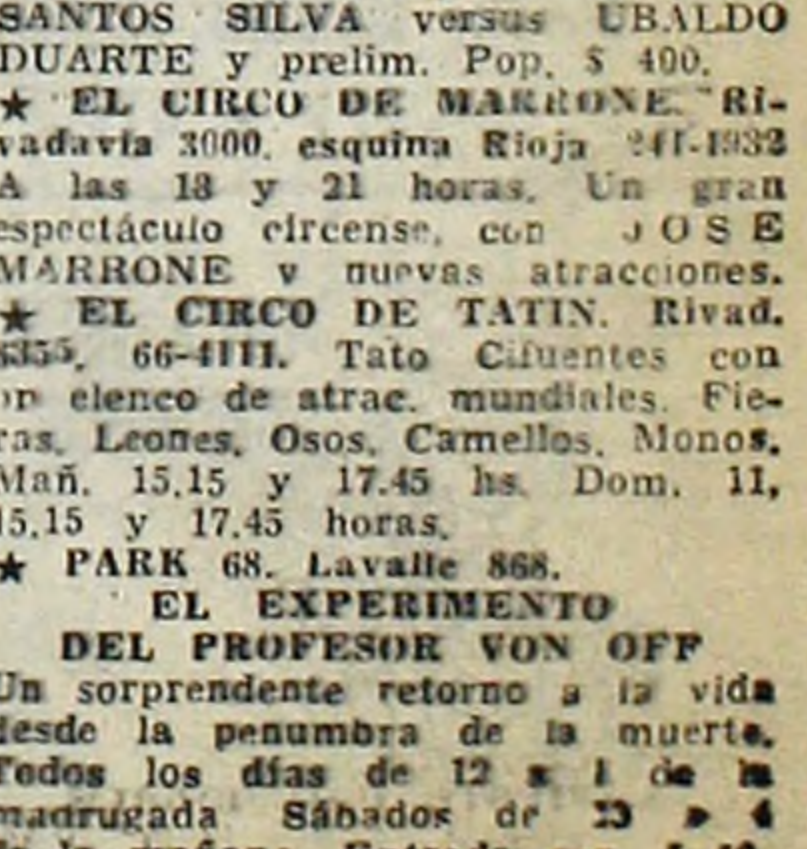 SANTOS SILVA versus UBALDO
DUARTE y prelim. Pop. $ 400.
★ EL CIRCO DE MARRONE. Ri-
vadavia 3000, esquina Rioja
A las 18 y 21 horas. Un gran
espectáculo circense, con JOSE
MARRONE y nuevas atracciones.
★ EL CIRCO DE TATIN. Rivad.
66-4111. Tato Cifuentes con
un elenco de atrac. mundiales. Fie-
ras, Leones, Osos, Camellos, Monos.
Mañ. 15.15 y 17.45 hs. Dom. 11,
15.15 y 17.45 horas.
★ PARK 68. Lavalle 868.
EL EXPERIMENTO
DEL PROFESOR VON OFF
Un sorprendente retorno a la vida
desde la penumbra de la muerte.
Todos los días de 12 a 1 de la
madrugada Sábados de